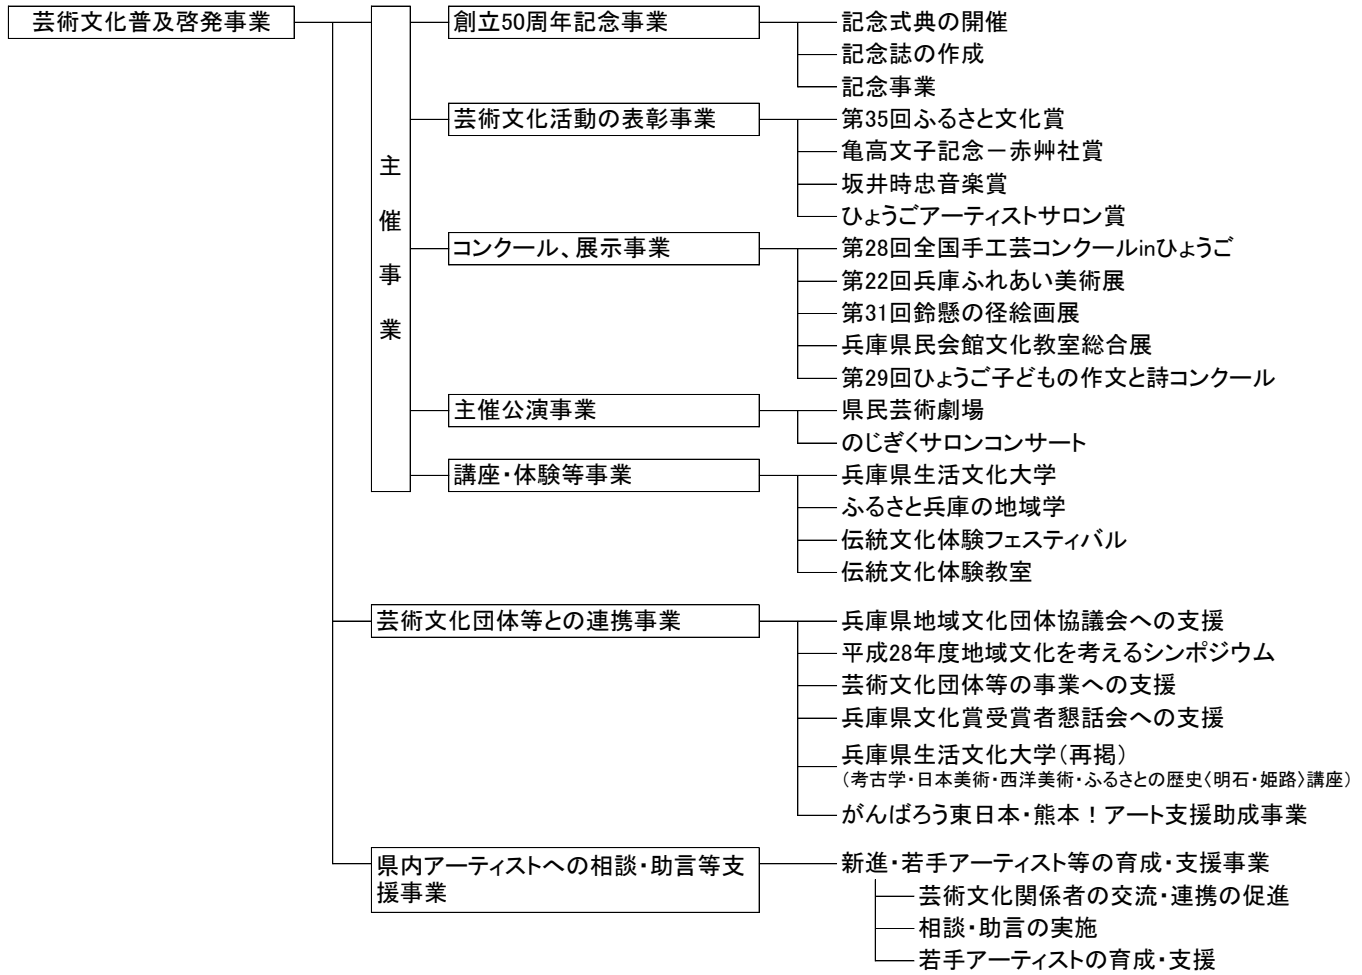 芸術文化普及啓発事業
主催事業
創立50周年記念事業
記念式典の開催
記念誌の作成
記念事業
芸術文化活動の表彰事業
第35回ふるさと文化賞
亀高文子記念－赤艸社賞
坂井時忠音楽賞
ひょうごアーティストサロン賞
コンクール、展示事業
第28回全国手工芸コンクールinひょうご
第22回兵庫ふれあい美術展
第31回鈴懸の径絵画展
兵庫県民会館文化教室総合展
第29回ひょうご子どもの作文と詩コンクール
主催公演事業
県民芸術劇場
のじぎくサロンコンサート
講座・体験等事業
兵庫県生活文化大学
ふるさと兵庫の地域学
伝統文化体験フェスティバル
伝統文化体験教室
芸術文化団体等との連携事業
兵庫県地域文化団体協議会への支援
平成28年度地域文化を考えるシンポジウム
芸術文化団体等の事業への支援
兵庫県文化賞受賞者懇話会への支援
兵庫県生活文化大学（再掲）
（考古学・日本美術・西洋美術・ふるさとの歴史〈明石・姫路〉講座）
がんばろう東日本・熊本！アート支援助成事業
県内アーティストへの相談・助言等支
援事業
新進・若手アーティスト等の育成・支援事業
芸術文化関係者の交流・連携の促進
相談・助言の実施
若手アーティストの育成・支援